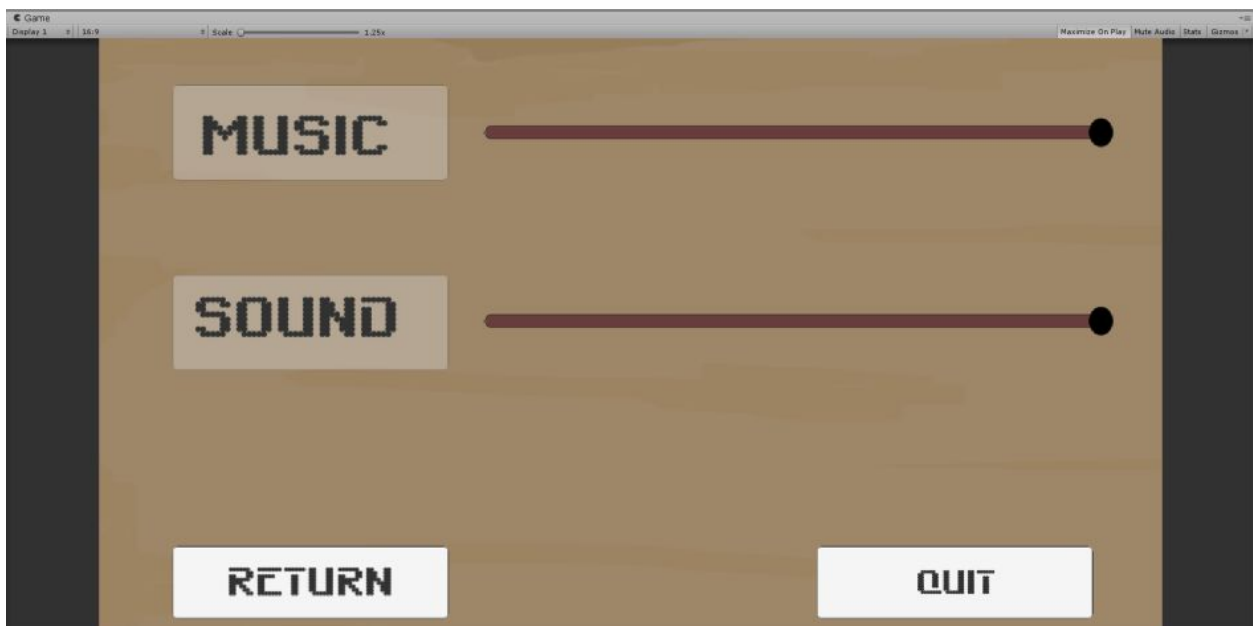 Game
Display 1 16:9 Scale 1.25x Maximize On Play Mute Audio Stats Gizmos
MUSIC
SOUND
RETURN QUIT